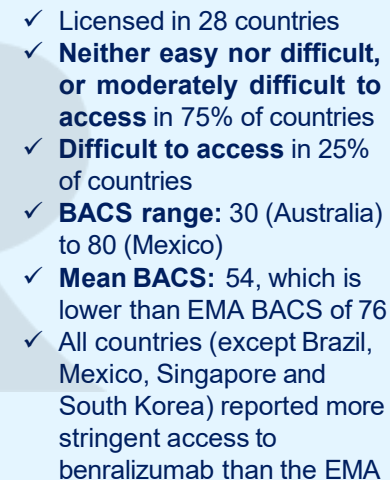 ✓ Licensed in 28 countries
✓ Neither easy nor difficult,
or moderately difficult to
access in 75% of countries
✓ Difficult to access in 25%
of countries
✓ BACS range: 30 (Australia)
to 80 (Mexico)
✓ Mean BACS: 54, which is
lower than EMA BACS of 76
✓ All countries (except Brazil,
Mexico, Singapore and
South Korea) reported more
stringent access to
benralizumab than the EMA